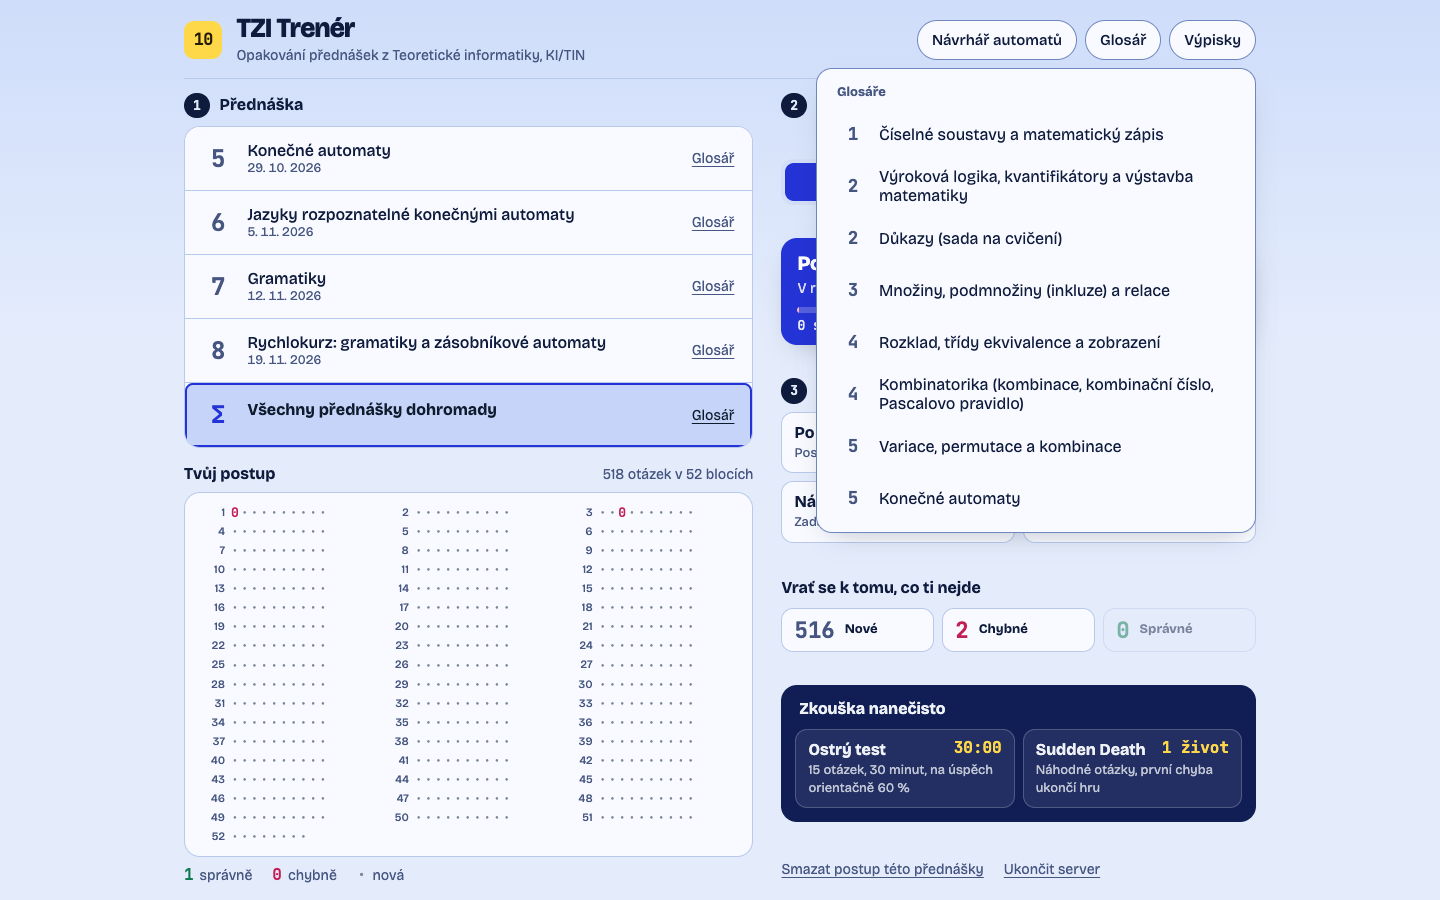 10
TZI Trenér
Opakování přednášek z Teoretické informatiky, KI/TIN
Návrhář automatů
Glosář
Výpisky
1 Přednáška
5 Konečné automaty
29. 10. 2026
Glosář
6 Jazyky rozpoznatelné konečnými automaty
5. 11. 2026
Glosář
7 Gramatiky
12. 11. 2026
Glosář
8 Rychlokurz: gramatiky a zásobníkové automaty
19. 11. 2026
Glosář
Σ Všechny přednášky dohromady
Glosář
Tvůj postup
518 otázek v 52 blocích
1 0 · · · · · · · · · 2 · · · · · · · · · · 3 · · 0 · · · · · · ·
4 · · · · · · · · · · 5 · · · · · · · · · · 6 · · · · · · · · · ·
7 · · · · · · · · · · 8 · · · · · · · · · · 9 · · · · · · · · · ·
10 · · · · · · · · · · 11 · · · · · · · · · · 12 · · · · · · · · · ·
13 · · · · · · · · · · 14 · · · · · · · · · · 15 · · · · · · · · · ·
16 · · · · · · · · · · 17 · · · · · · · · · · 18 · · · · · · · · · ·
19 · · · · · · · · · · 20 · · · · · · · · · · 21 · · · · · · · · · ·
22 · · · · · · · · · · 23 · · · · · · · · · · 24 · · · · · · · · · ·
25 · · · · · · · · · · 26 · · · · · · · · · · 27 · · · · · · · · · ·
28 · · · · · · · · · · 29 · · · · · · · · · · 30 · · · · · · · · · ·
31 · · · · · · · · · · 32 · · · · · · · · · · 33 · · · · · · · · · ·
34 · · · · · · · · · · 35 · · · · · · · · · · 36 · · · · · · · · · ·
37 · · · · · · · · · · 38 · · · · · · · · · · 39 · · · · · · · · · ·
40 · · · · · · · · · · 41 · · · · · · · · · · 42 · · · · · · · · · ·
43 · · · · · · · · · · 44 · · · · · · · · · · 45 · · · · · · · · · ·
46 · · · · · · · · · · 47 · · · · · · · · · · 48 · · · · · · · · · ·
49 · · · · · · · · · · 50 · · · · · · · · · · 51 · · · · · · · · · ·
52 · · · · · · · ·
1 správně 0 chybně · nová
2
V
0
3
Glosáře
1 Číselné soustavy a matematický zápis
2 Výroková logika, kvantifikátory a výstavba
matematiky
2 Důkazy (sada na cvičení)
3 Množiny, podmnožiny (inkluze) a relace
4 Rozklad, třídy ekvivalence a zobrazení
4 Kombinatorika (kombinace, kombinační číslo,
Pascalovo pravidlo)
5 Variace, permutace a kombinace
5 Konečné automaty
Vrať se k tomu, co ti nejde
516 Nové
2 Chybné
0 Správné
Zkouška nanečisto
Ostrý test 30:00
15 otázek, 30 minut, na úspěch
orientačně 60 %
Sudden Death 1 život
Náhodné otázky, první chyba
ukončí hru
Smazat postup této přednášky
Ukončit server